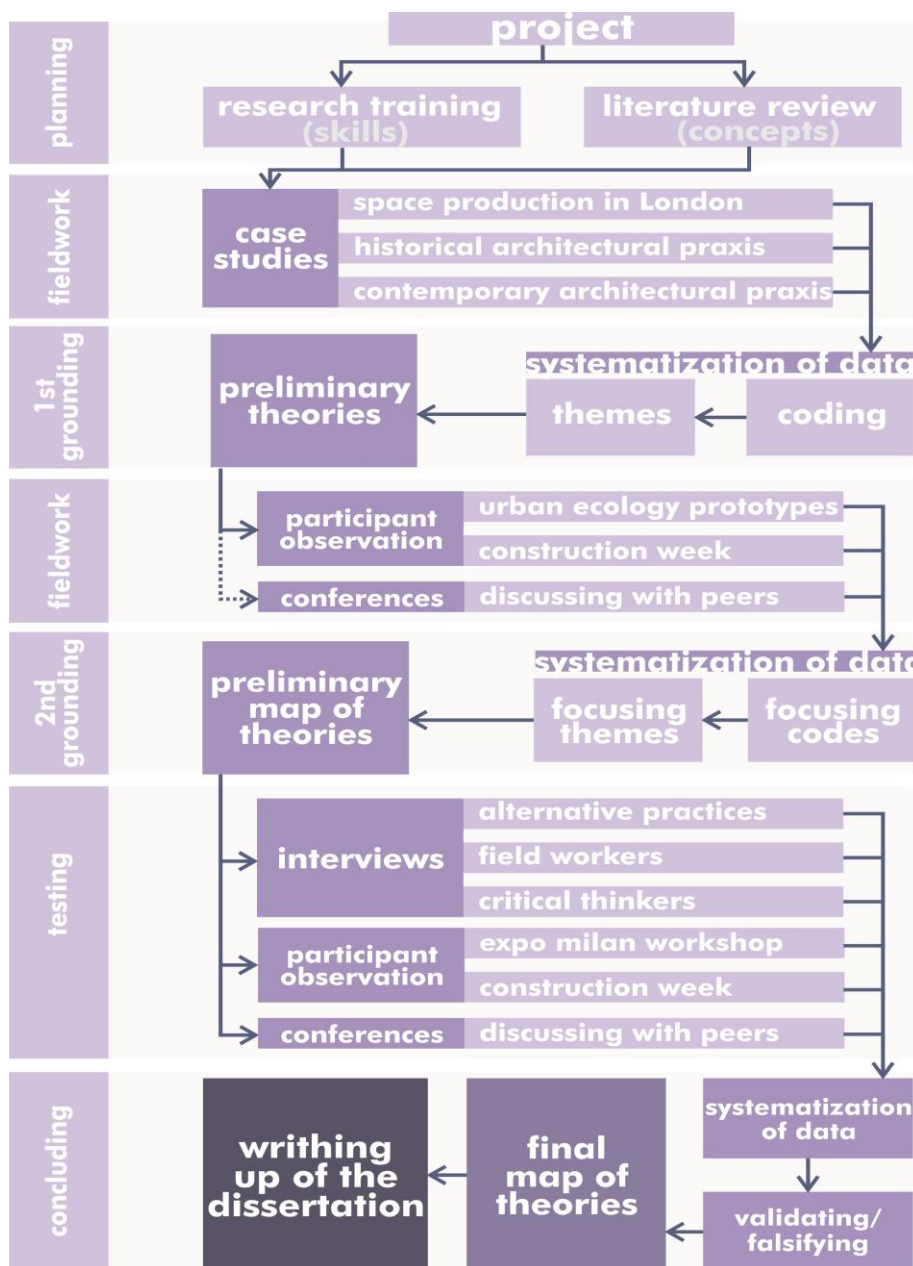 planning
project
research training
(skills)
literature review
(concepts)
fieldwork
case
studies
space production in London
historical architectural praxis
contemporary architectural praxis
1st
grounding
preliminary
theories
systematization of data
themes
coding
fieldwork
participant
observation
urban ecology prototypes
construction week
conferences
discussing with peers
2nd
grounding
preliminary
map of
theories
systematization of data
focusing
themes
focusing
codes
testing
interviews
alternative practices
field workers
critical thinkers
participant
observation
expo milan workshop
construction week
conferences
discussing with peers
concluding
writhing
up of the
dissertation
final
map of
theories
systematization
of data
validating/
falsifying